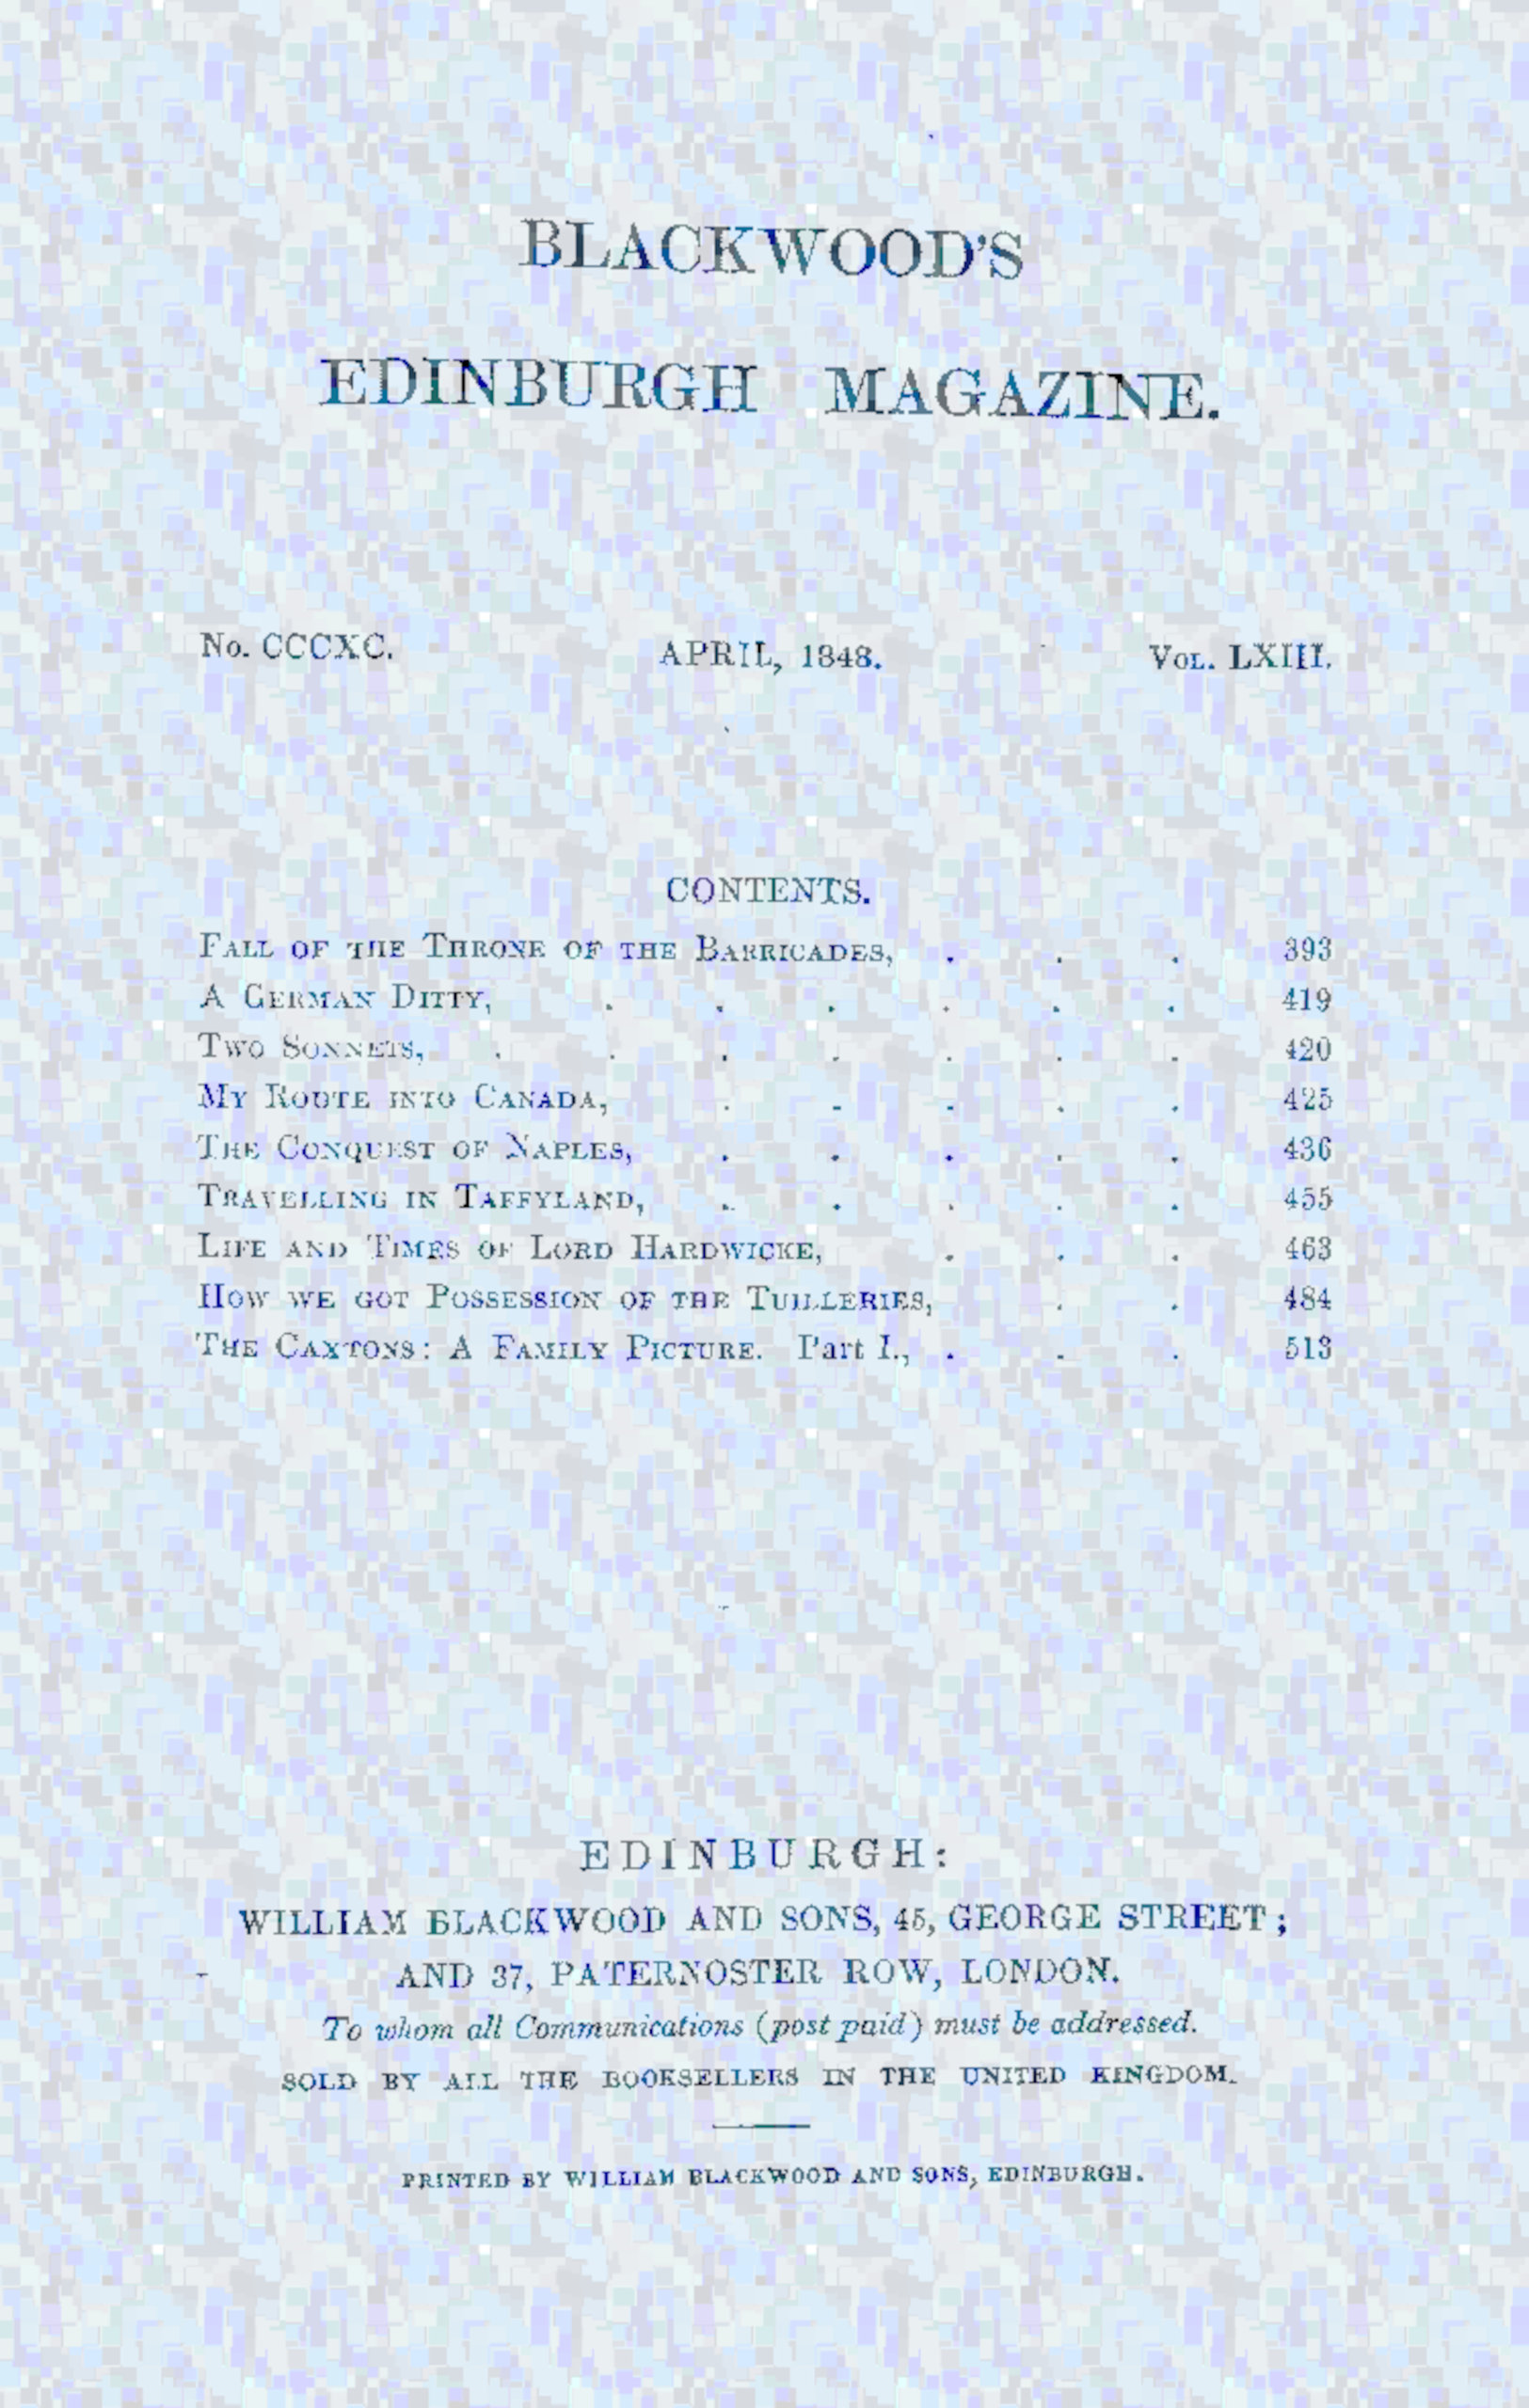 BLACKWOOD'S
EDINBURGH MAGAZINE.
No. CCCXC. APRIL, 1848. Vol. LXIII.
CONTENTS.
Fall of the Throne of the Barricades, . . . 393
A German Ditty, . . . . . . 419
Two Sonnets, . . . . . . . 420
My Route into Canada, . . . . . 425
The Conquest of Naples, . . . . . 436
Travelling in Taffyland, . . . . . 455
Life and Times of Lord Hardwicke, . . . 463
How we got Possession of the Tuilleries, . . 484
The Caxtons: A Family Picture. Part I., . . . 513
EDINBURGH:
WILLIAM BLACKWOOD AND SONS, 45, GEORGE STREET;
AND 37, PATERNOSTER ROW, LONDON.
To whom all Communications (post paid) must be addressed.
SOLD BY ALL THE BOOKSELLERS IN THE UNITED KINGDOM.
PRINTED BY WILLIAM BLACKWOOD AND SONS, EDINBURGH.